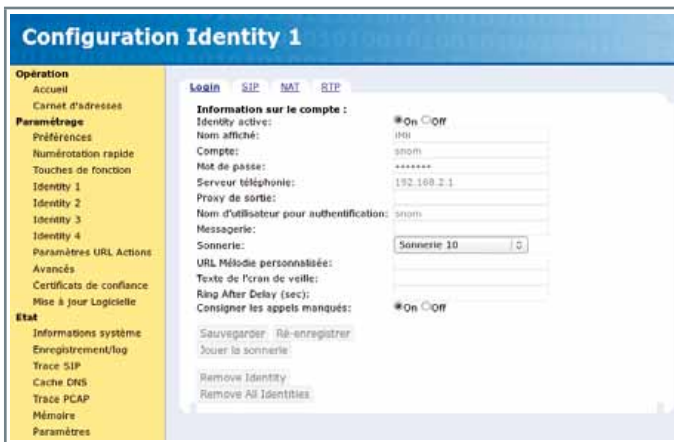 Configuration Identity 1
Opération
Accueil
Carnet d'adresses
Paramétrage
Préférences
Numérotation rapide
Touches de fonction
Identity 1
Identity 2
Identity 3
Identity 4
Paramètres URL Actions
Avancés
Certificats de confiance
Mise à jour Logicielle
Etat
Informations système
Enregistrement/log
Trace SIP
Cache DNS
Trace PCAP
Mémoire
Paramètres
Login SIP NAT RTP
Information sur le compte :
Identity active: On Off
Nom affiché:
Compte: snom
Mot de passe: •••••••
Serveur téléphonie: 192.168.2.1
Proxy de sortie:
Nom d'utilisateur pour authentification: snom
Messagerie:
Sonnerie: Sonnerie 10
URL Mélodie personnalisée:
Texte de l'cran de veille:
Ring After Delay (sec):
Consigner les appels manqués: On Off
Sauvegarder Ré-enregistrer
Jouer la sonnerie
Remove Identity
Remove All Identities